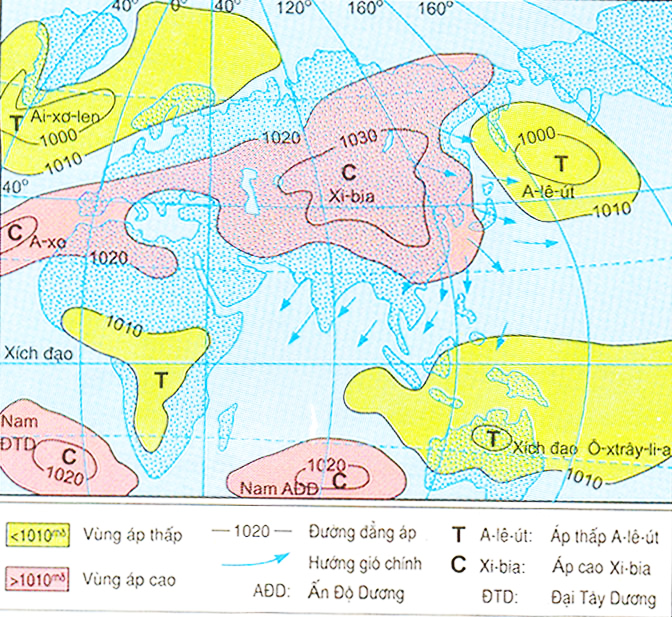 40° 0° 40° 120° 160° 160°
T Ai-xơ-len
1000
1010
1020
1030
C
Xi-bia
1000
T
A-lê-út
1010
40°
C A-xo
1020
1010
Xích đạo
T
Nam
ĐTD
C
1020
1020
C
Nam AĐD
T Xích đạo Ô-xtrây-li-a
1010
<1010mb Vùng áp thấp
>1010mb Vùng áp cao
1020 Đường đẳng áp
Hướng gió chính
AĐD: Ấn Độ Dương
T A-lê-út: Áp thấp A-lê-út
C Xi-bia: Áp cao Xi-bia
ĐTD: Đại Tây Dương